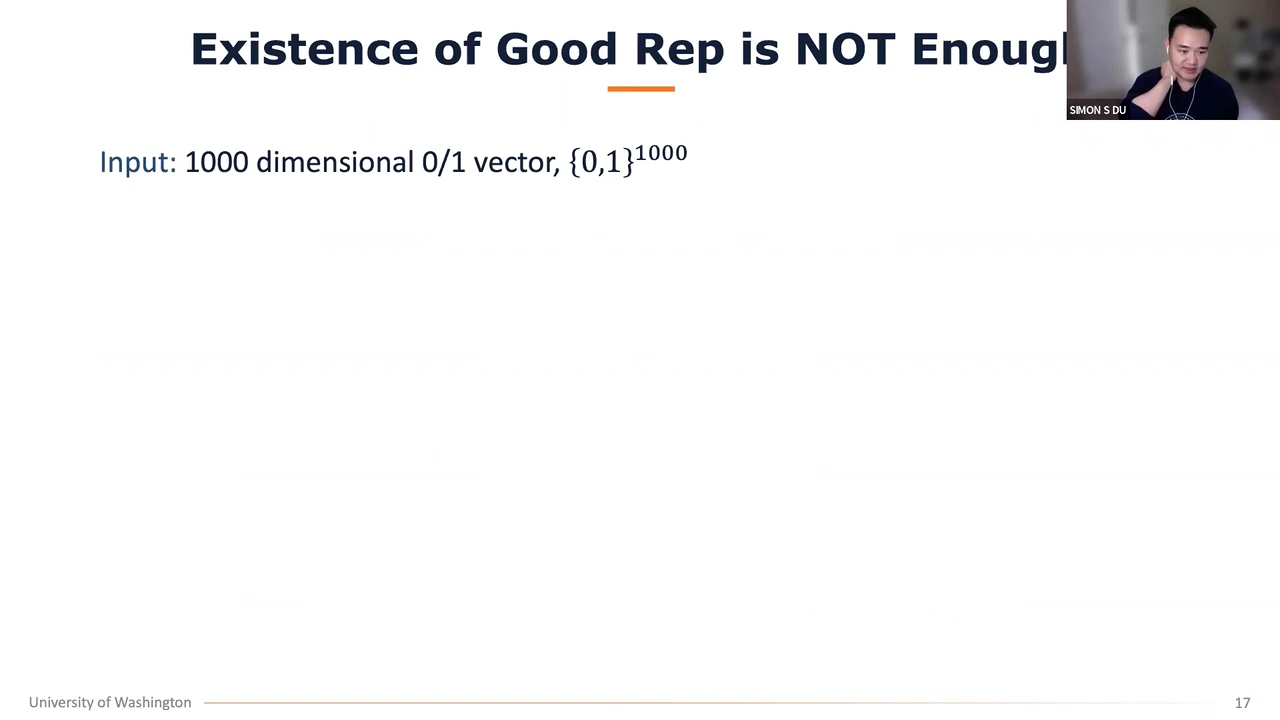 Existence of Good Rep is NOT Enoug
SIMON S DU
Input: 1000 dimensional 0/1 vector, {0,1}^1000
University of Washington
17